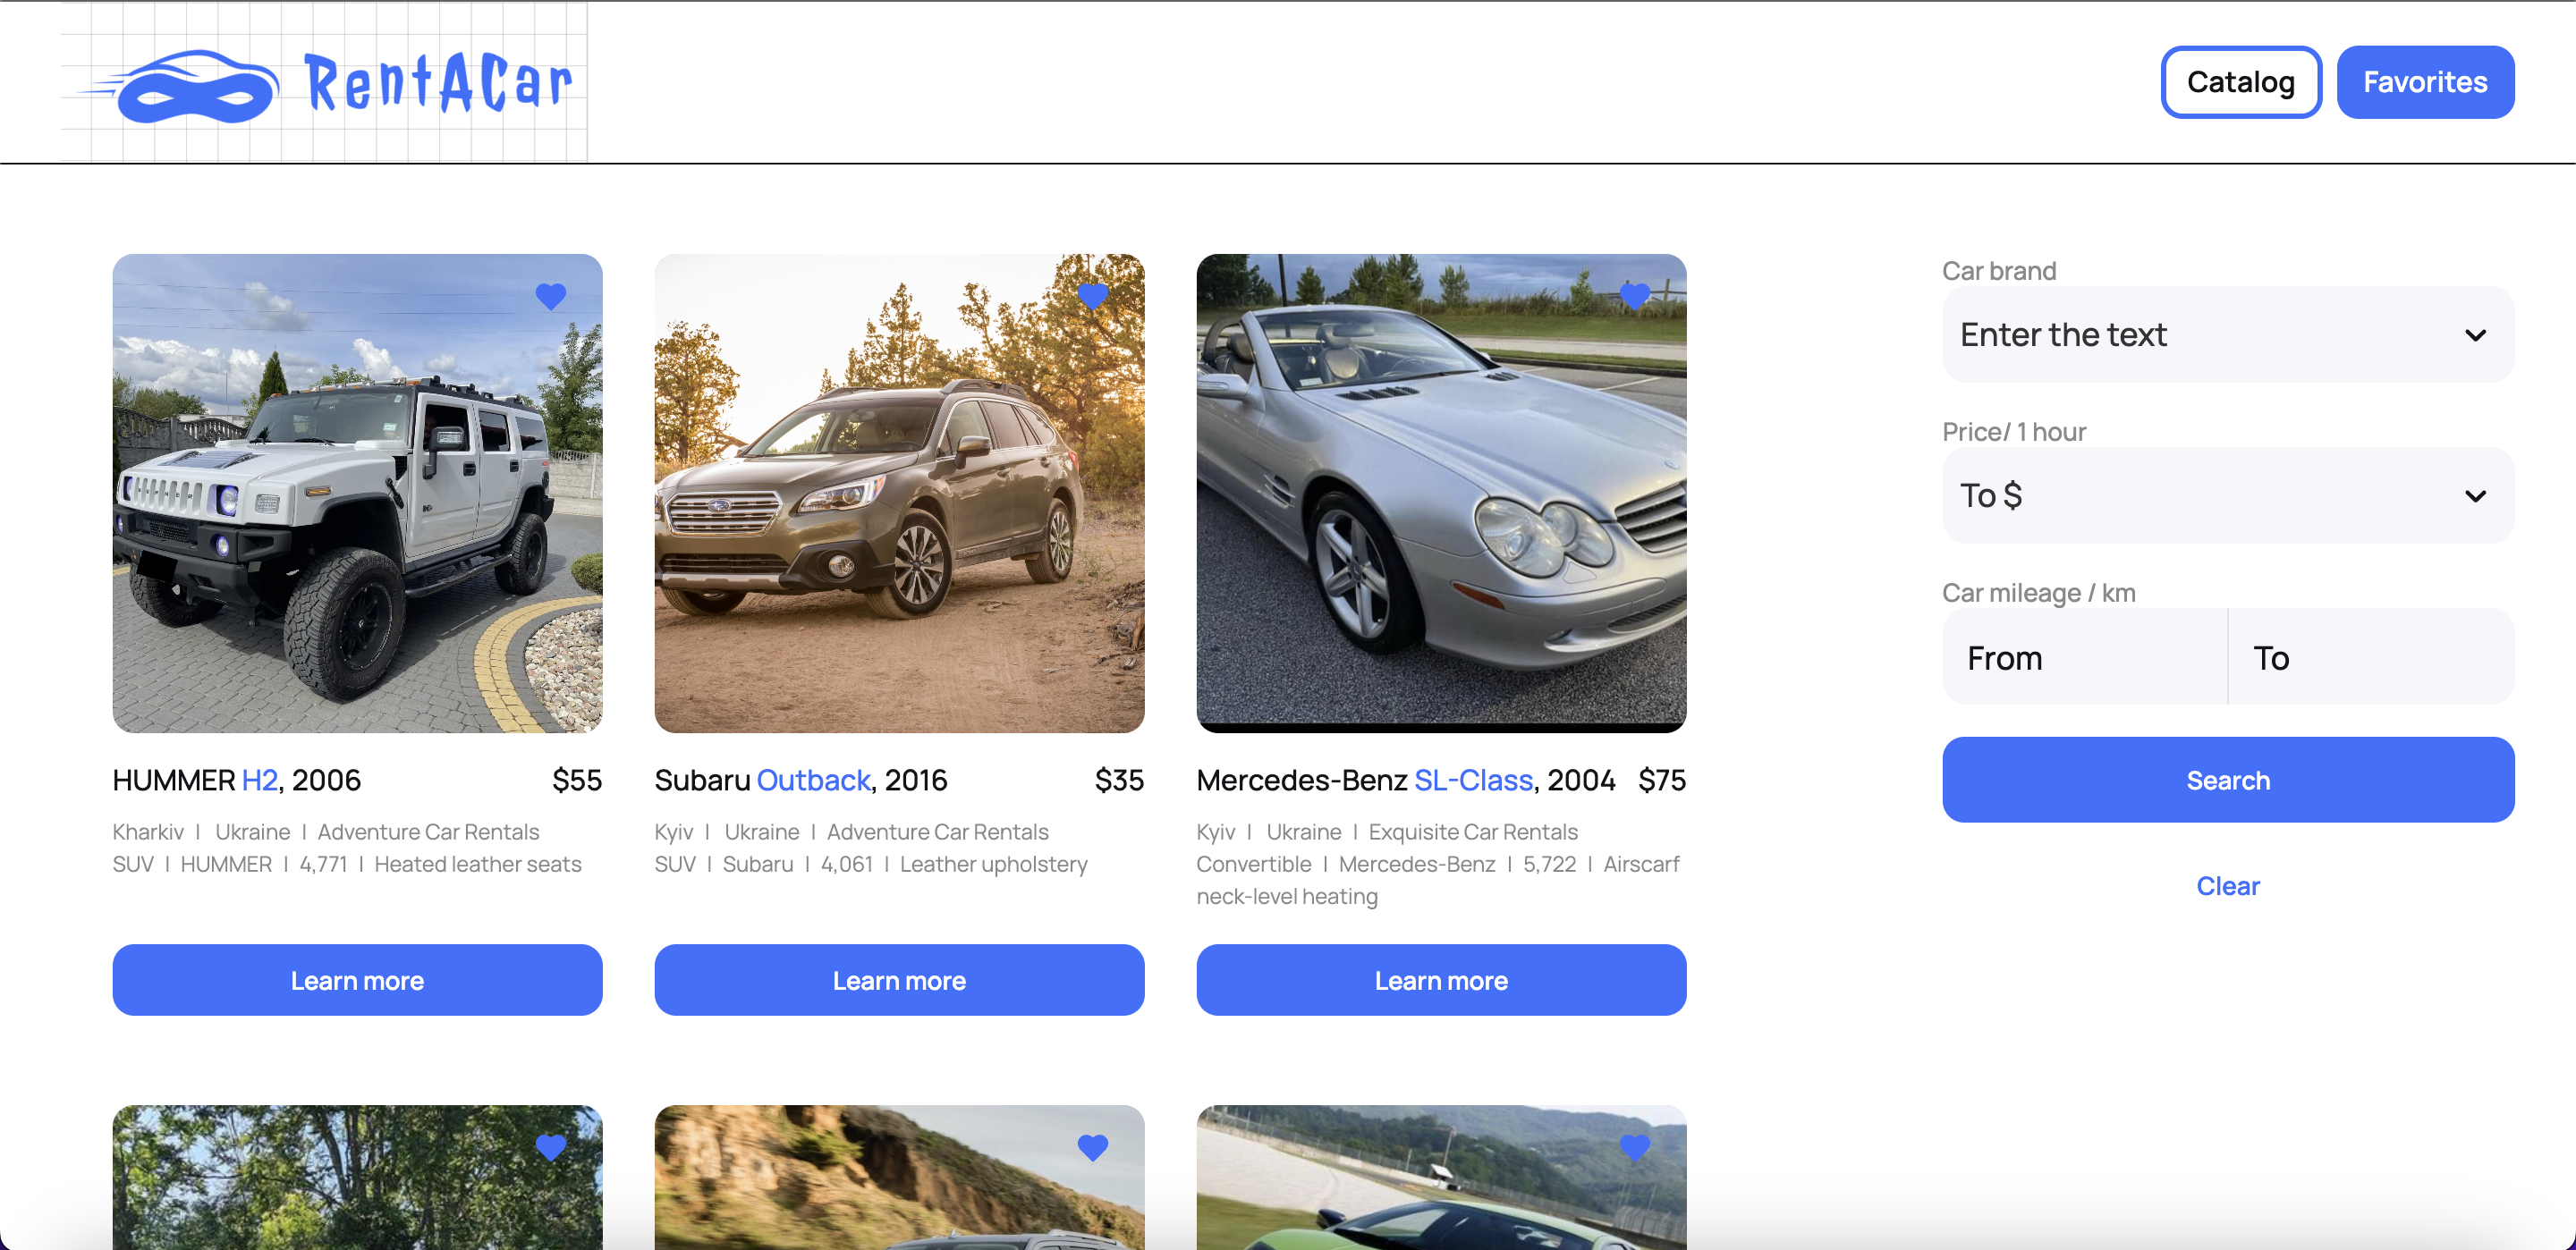 RentACar
Catalog
Favorites
HUMMER H2, 2006 $55
Kharkiv | Ukraine | Adventure Car Rentals
SUV | HUMMER | 4,771 | Heated leather seats
Learn more
Subaru Outback, 2016 $35
Kyiv | Ukraine | Adventure Car Rentals
SUV | Subaru | 4,061 | Leather upholstery
Learn more
Mercedes-Benz SL-Class, 2004 $75
Kyiv | Ukraine | Exquisite Car Rentals
Convertible | Mercedes-Benz | 5,722 | Airscarf
neck-level heating
Learn more
Car brand
Enter the text
Price/ 1 hour
To $
Car mileage / km
From
To
Search
Clear